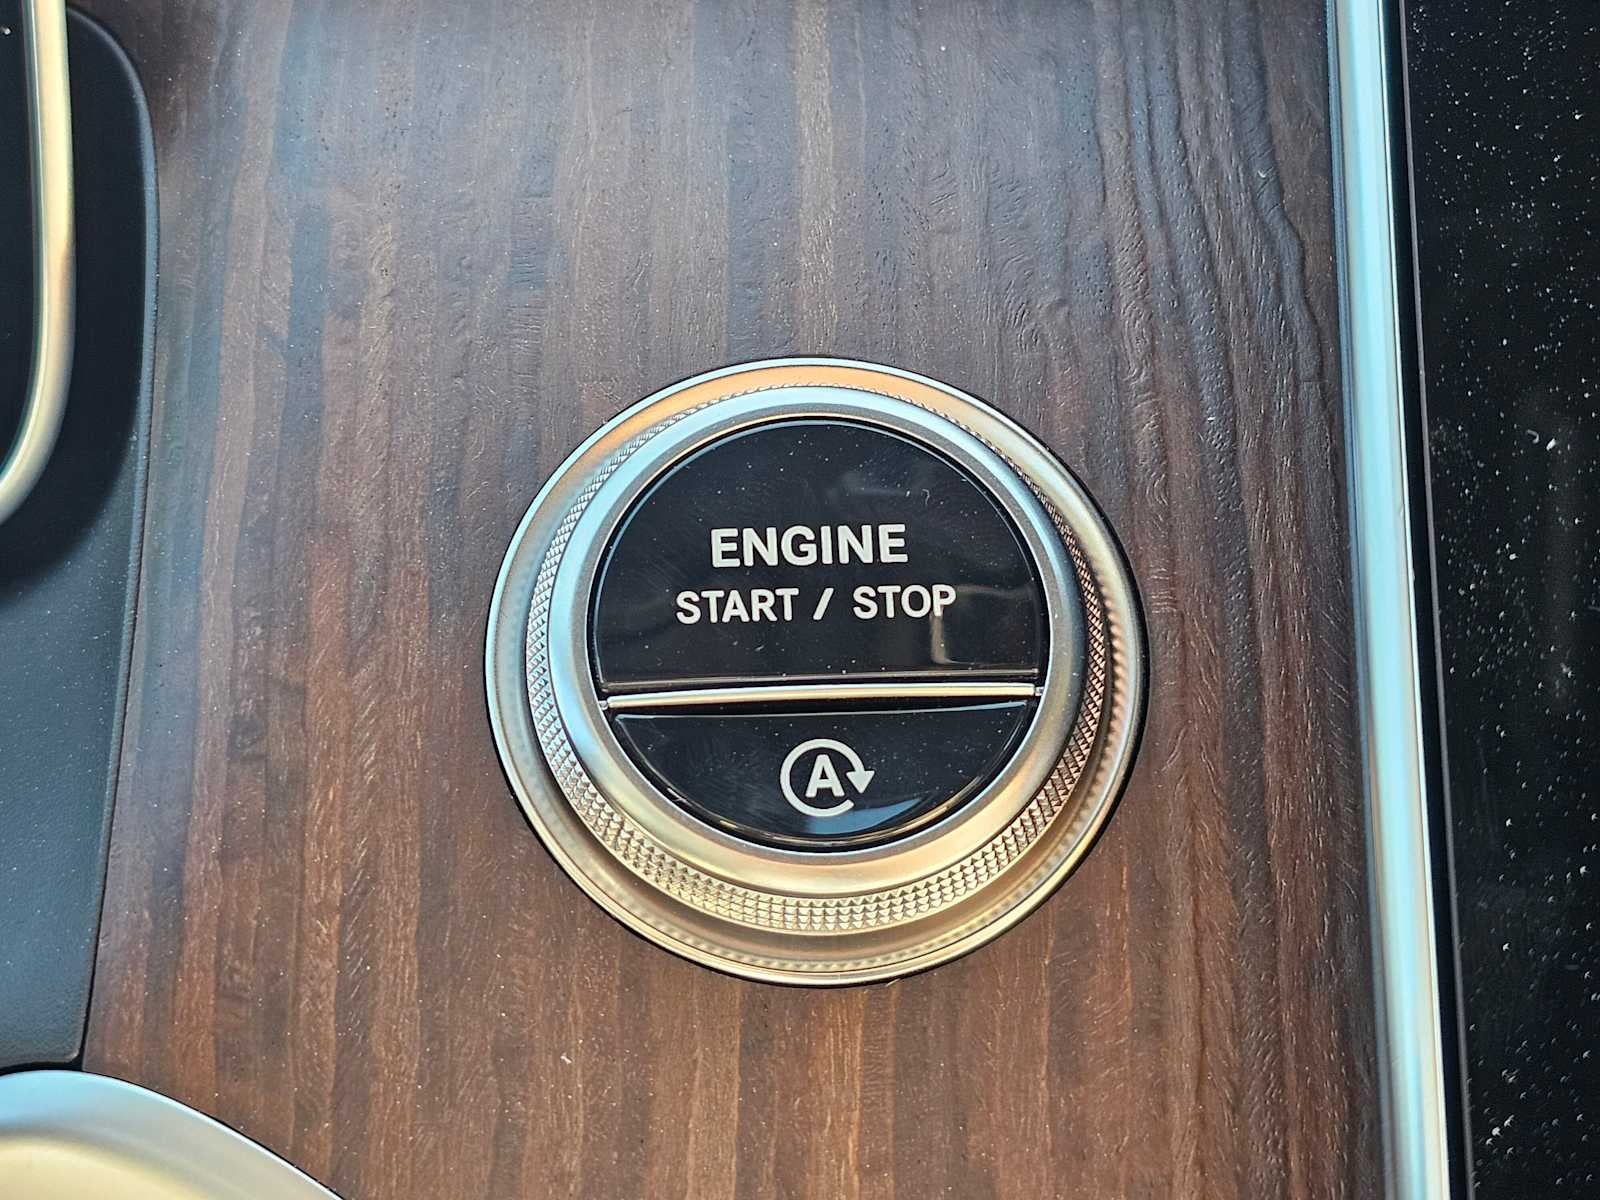 ENGINE
START / STOP
A